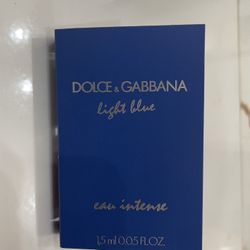 DOLCE & GABBANA
light blue
eau intense
1,5 ml 0.05 FL.OZ.